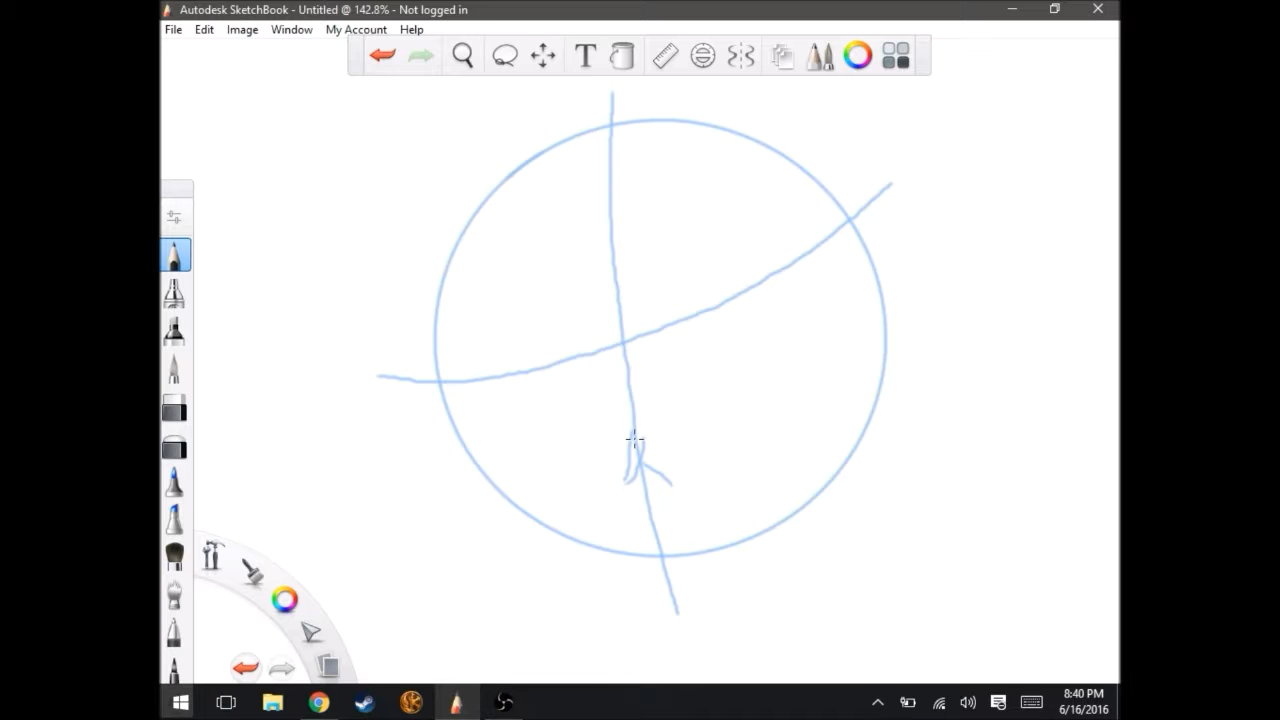 Autodesk SketchBook - Untitled @ 142.8% - Not logged in
File Edit Image Window My Account Help
T
8:40 PM
6/16/2016